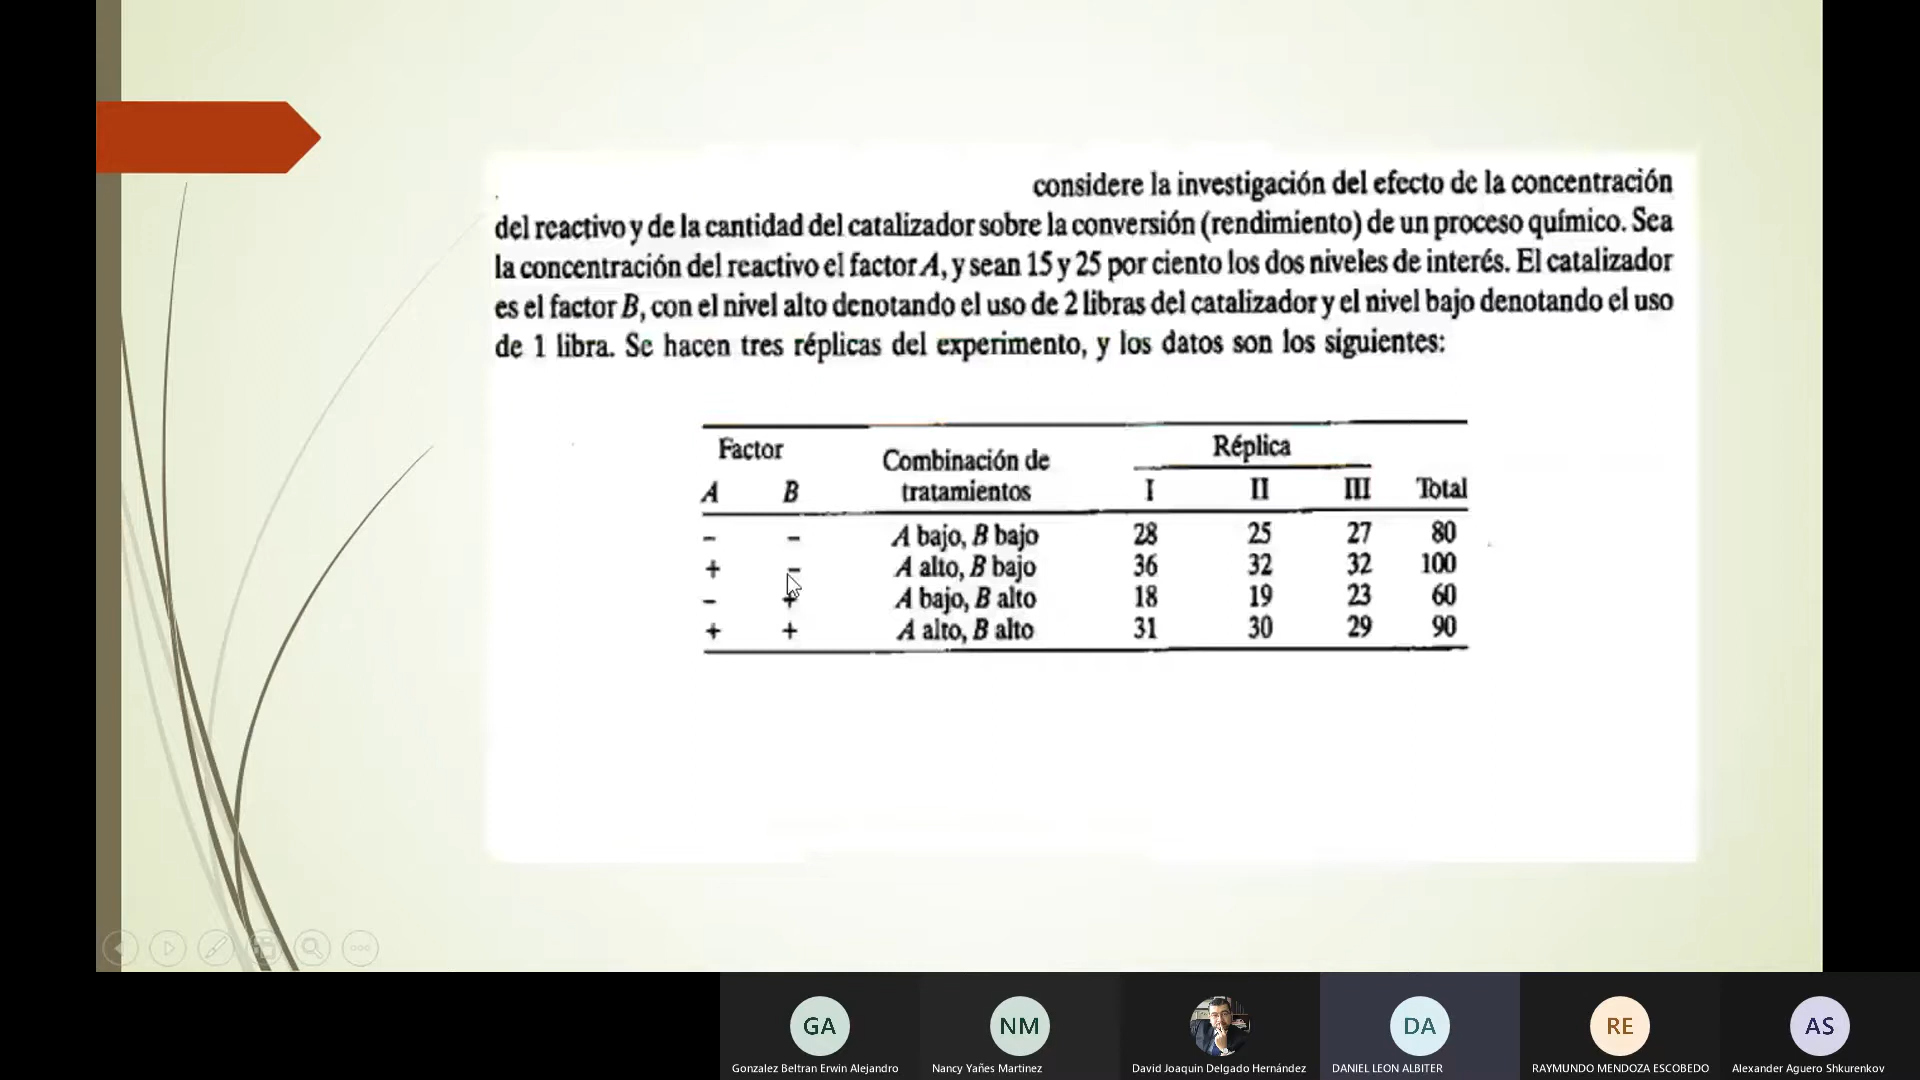 considere la investigación del efecto de la concentración
del reactivo y de la cantidad del catalizador sobre la conversión (rendimiento) de un proceso químico. Sea
la concentración del reactivo el factor A, y sean 15 y 25 por ciento los dos niveles de interés. El catalizador
es el factor B, con el nivel alto denotando el uso de 2 libras del catalizador y el nivel bajo denotando el uso
de 1 libra. Se hacen tres réplicas del experimento, y los datos son los siguientes:
Factor Combinación de Réplica
A B tratamientos I II III Total
− − A bajo, B bajo 28 25 27 80
+ − A alto, B bajo 36 32 32 100
− + A bajo, B alto 18 19 23 60
+ + A alto, B alto 31 30 29 90
GA NM DA RE AS
Gonzalez Beltran Erwin Alejandro Nancy Yañes Martinez David Joaquin Delgado Hernández DANIEL LEON ALBITER RAYMUNDO MENDOZA ESCOBEDO Alexander Aguero Shkurenkov